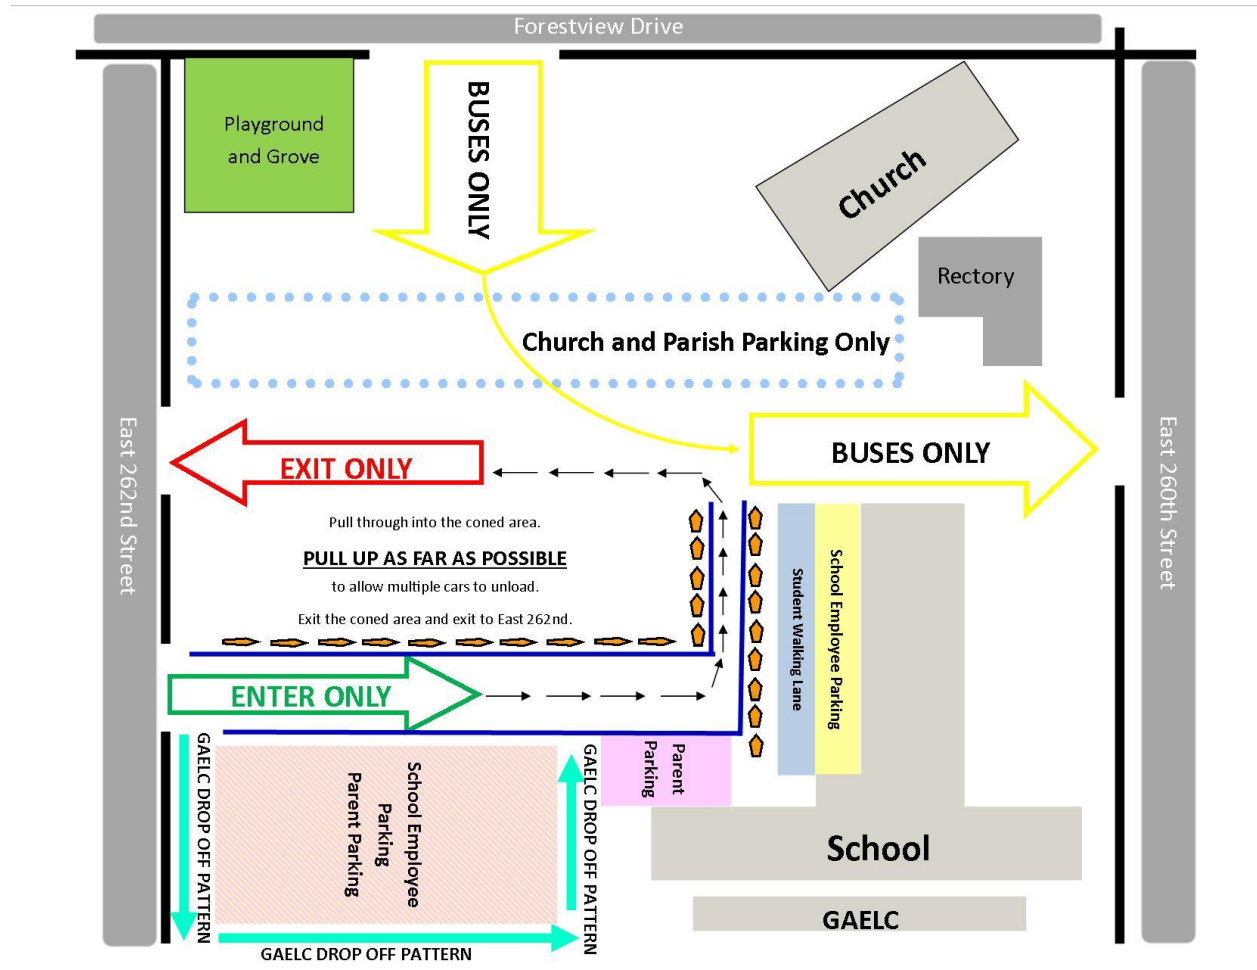 Forestview Drive
Playground
and Grove
BUSES ONLY
Church
Rectory
Church and Parish Parking Only
East 262nd Street
East 260th Street
EXIT ONLY
BUSES ONLY
Pull through into the coned area.
PULL UP AS FAR AS POSSIBLE
to allow multiple cars to unload.
Exit the coned area and exit to East 262nd.
Student Walking Lane
School Employee Parking
ENTER ONLY
GAELC DROP OFF PATTERN
School Employee
Parking
Parent Parking
GAELC DROP OFF PATTERN
Parent
Parking
School
GAELC
GAELC DROP OFF PATTERN